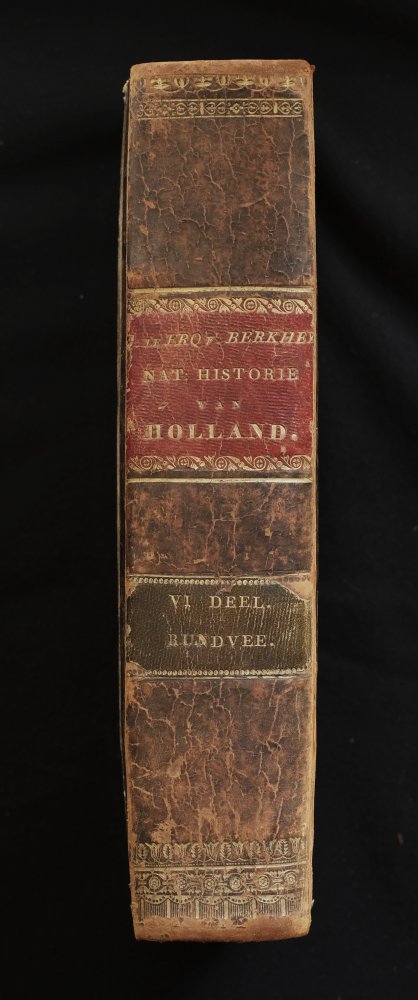 J. le FRQ v. BERKHEY
NAT. HISTORIE
VAN
HOLLAND.
VI DEEL.
RUNDVEE.